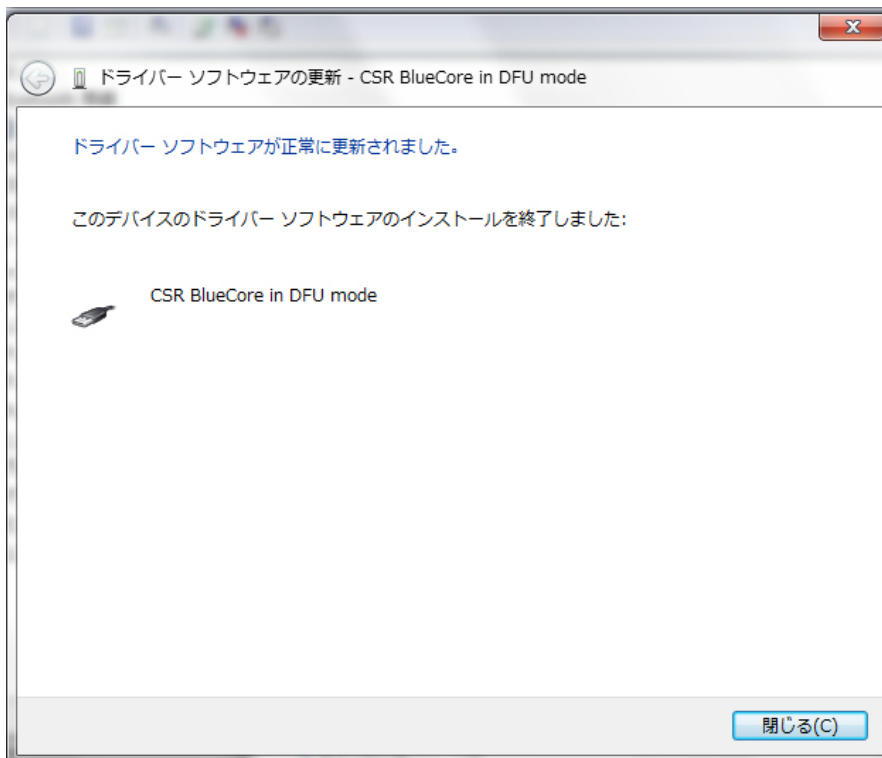 ドライバー ソフトウェアの更新 - CSR BlueCore in DFU mode
ドライバー ソフトウェアが正常に更新されました。
このデバイスのドライバー ソフトウェアのインストールを終了しました:
CSR BlueCore in DFU mode
閉じる(C)